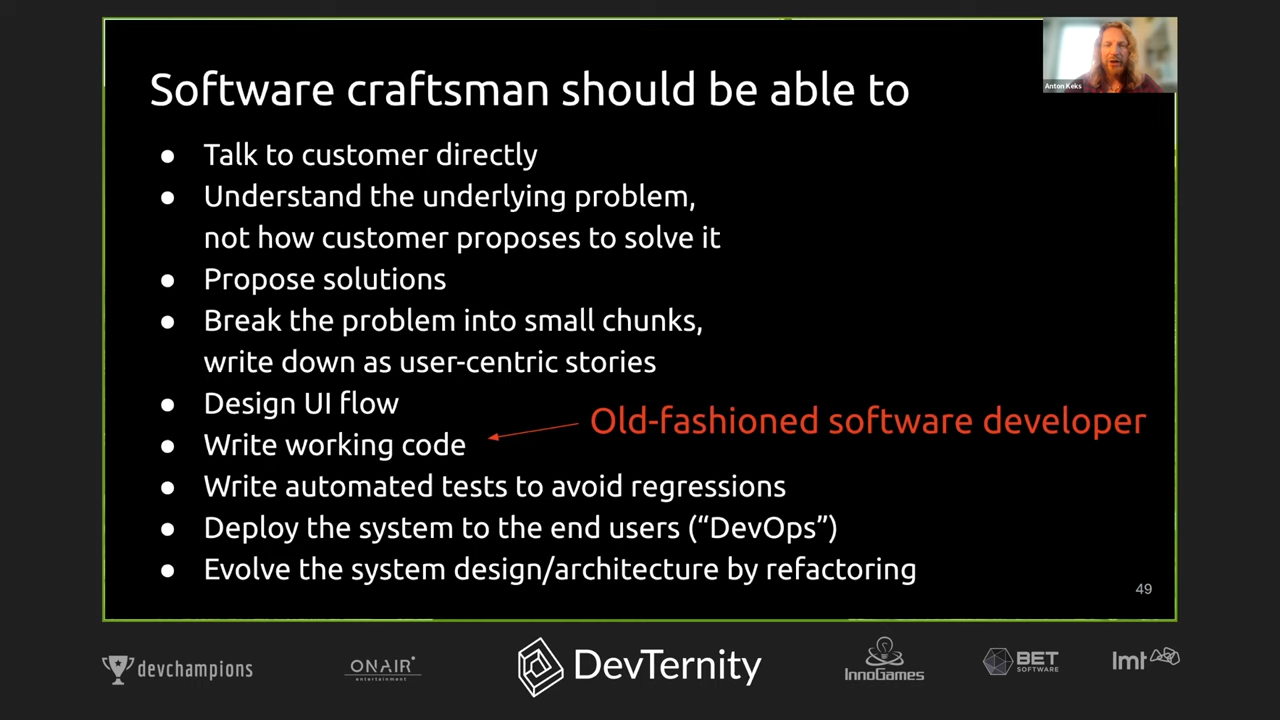 Software craftsman should be able to
Anton Keks
● Talk to customer directly
● Understand the underlying problem,
not how customer proposes to solve it
● Propose solutions
● Break the problem into small chunks,
write down as user-centric stories
● Design UI flow
Old-fashioned software developer
● Write working code
● Write automated tests to avoid regressions
● Deploy the system to the end users (“DevOps”)
● Evolve the system design/architecture by refactoring
49
devchampions
ONAIR
entertainment
DevTernity
InnoGames
BET
SOFTWARE
lmt